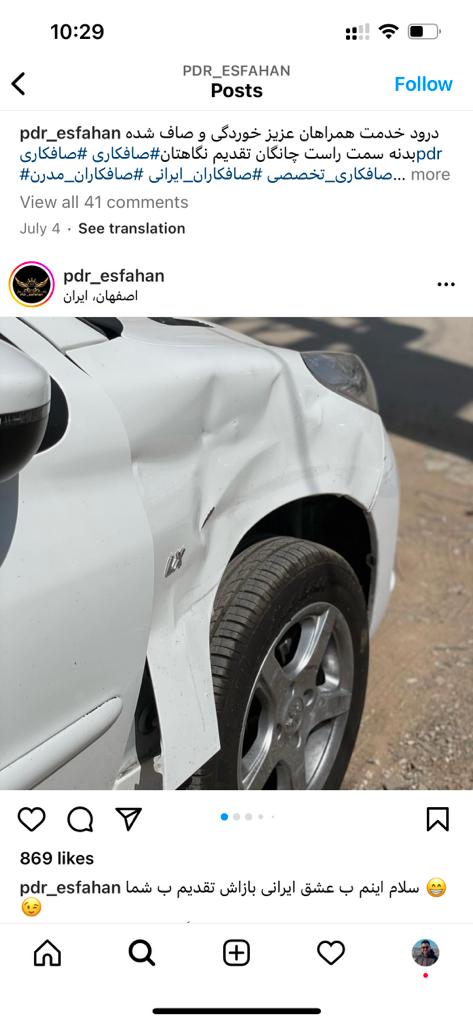 10:29
PDR_ESFAHAN
Posts
Follow
pdr_esfahan درود خدمت همراهان عزیز خوردگی و صاف شده
بدنه سمت راست چانگان تقدیم نگاهتان#صافکاری #صافکاریpdr
#صافکاری_تخصصی #صافکاران_ایرانی #صافکاران_مدرن... more
View all 41 comments
July 4 · See translation
pdr_esfahan
اصفهان، ایران
LX
869 likes
pdr_esfahan سلام اینم ب عشق ایرانی بازاش تقدیم ب شما 😁
😉